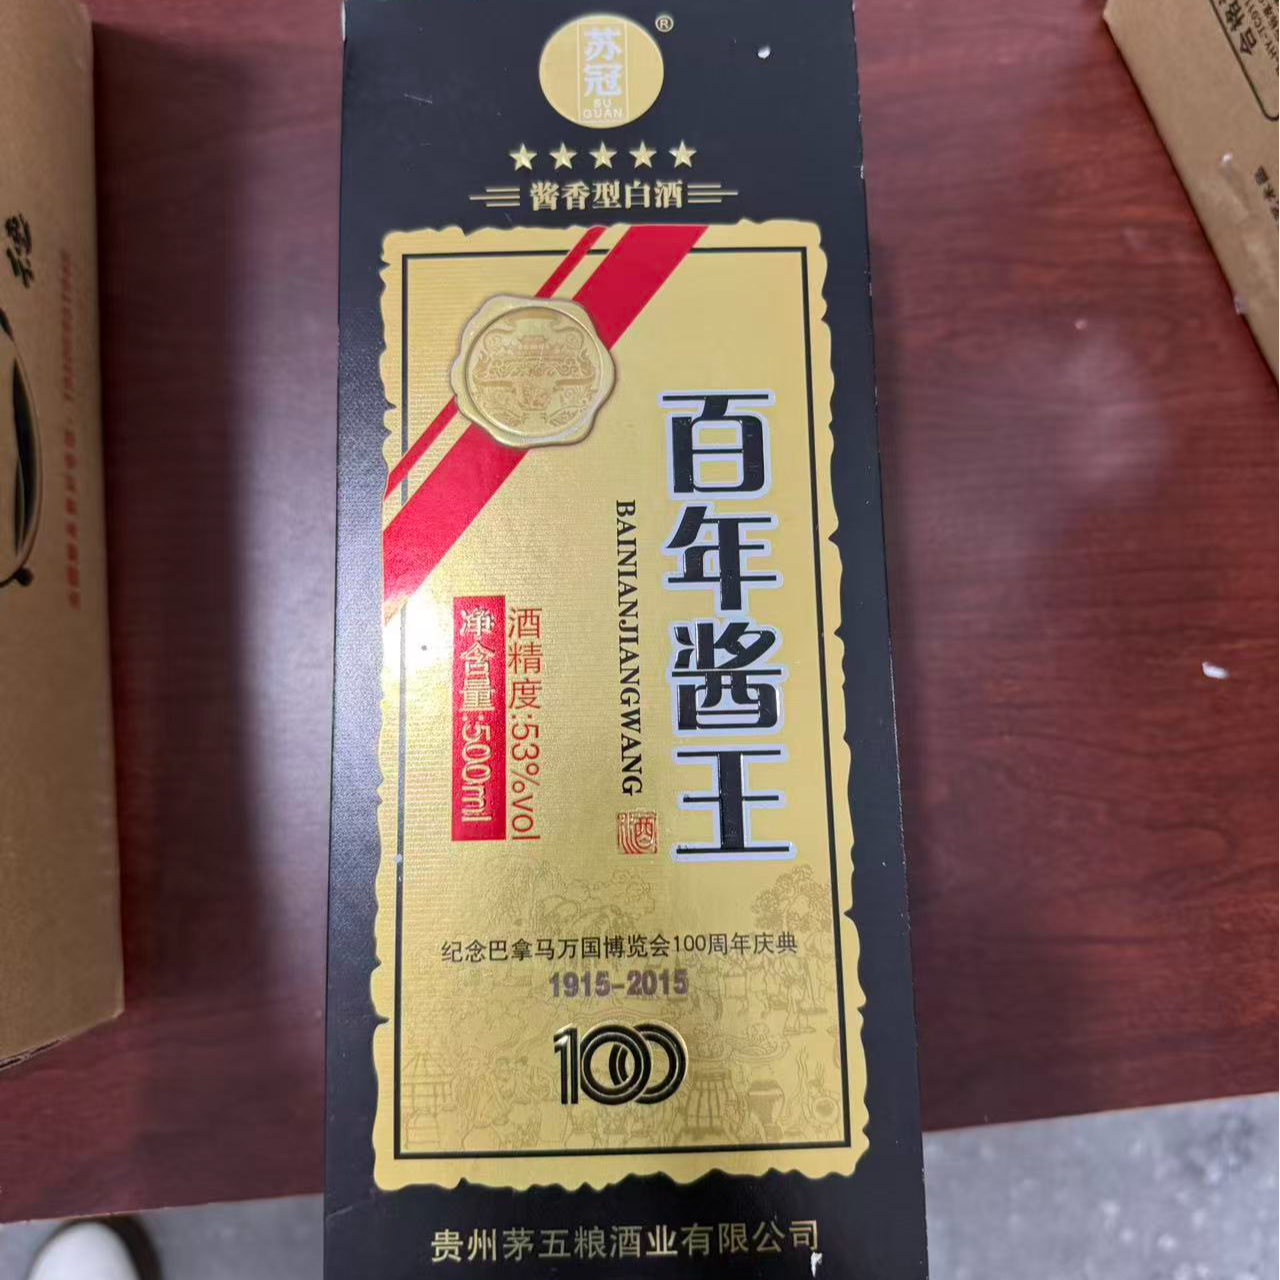 苏冠
SU
GUAN
®
酱香型白酒
百年酱王
BAINIANJIANGWANG
酒
酒精度:53%vol
净含量:500ml
纪念巴拿马万国博览会100周年庆典
1915-2015
100
贵州茅五粮酒业有限公司
合格